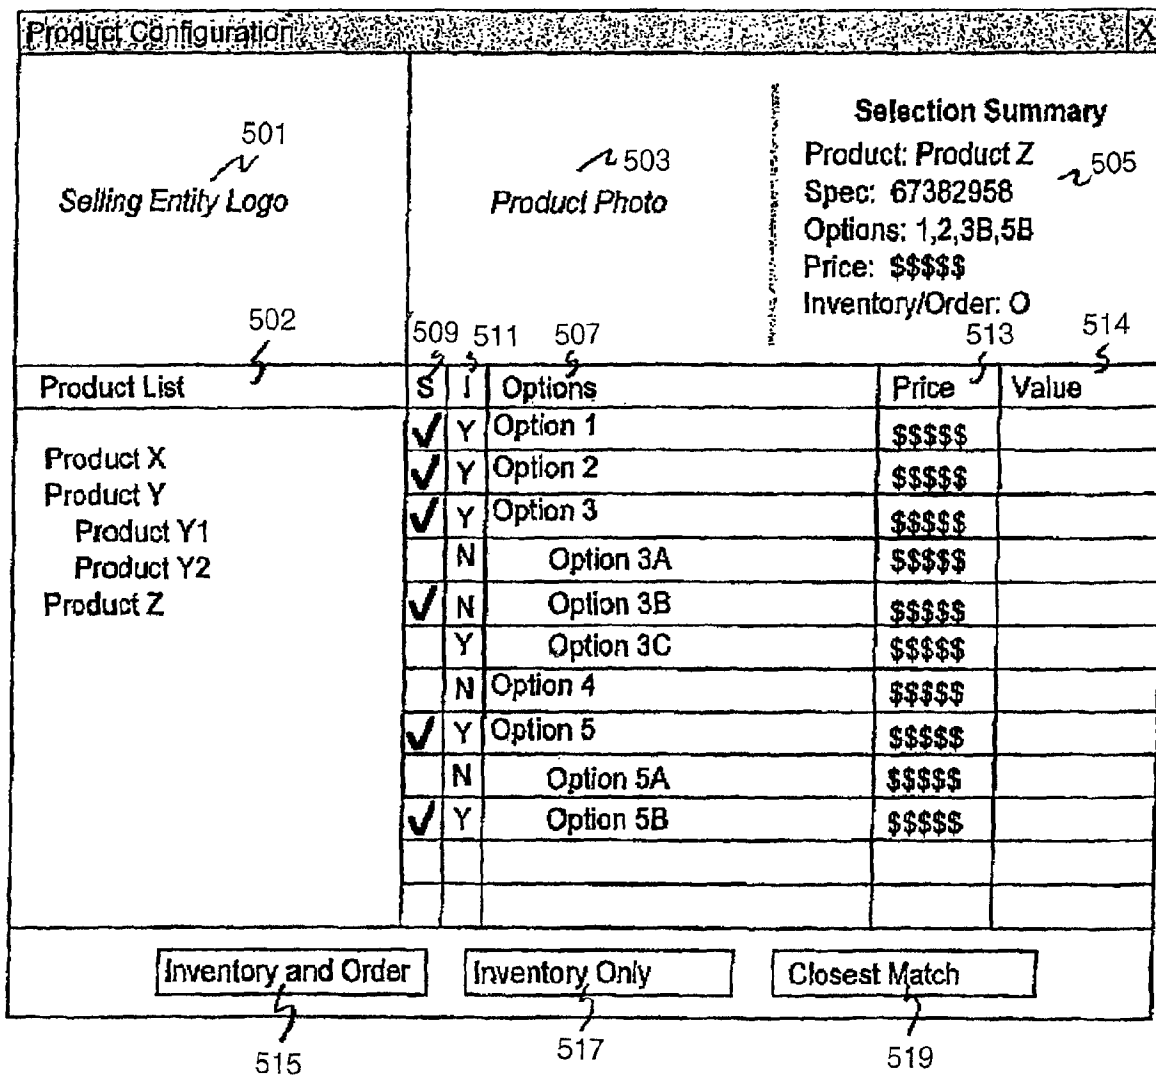 Product Configuration X
501
Selling Entity Logo
503
Product Photo
Selection Summary
Product: Product Z
505
Spec: 67382958
Options: 1,2,3B,5B
Price: $$$$$
Inventory/Order: O
502 509 511 507 513 514
Product List S I Options Price Value
✓ Y Option 1 $$$$$
✓ Y Option 2 $$$$$
✓ Y Option 3 $$$$$
N Option 3A $$$$$
✓ N Option 3B $$$$$
Y Option 3C $$$$$
N Option 4 $$$$$
✓ Y Option 5 $$$$$
N Option 5A $$$$$
✓ Y Option 5B $$$$$
Product X
Product Y
Product Y1
Product Y2
Product Z
Inventory and Order Inventory Only Closest Match
515 517 519